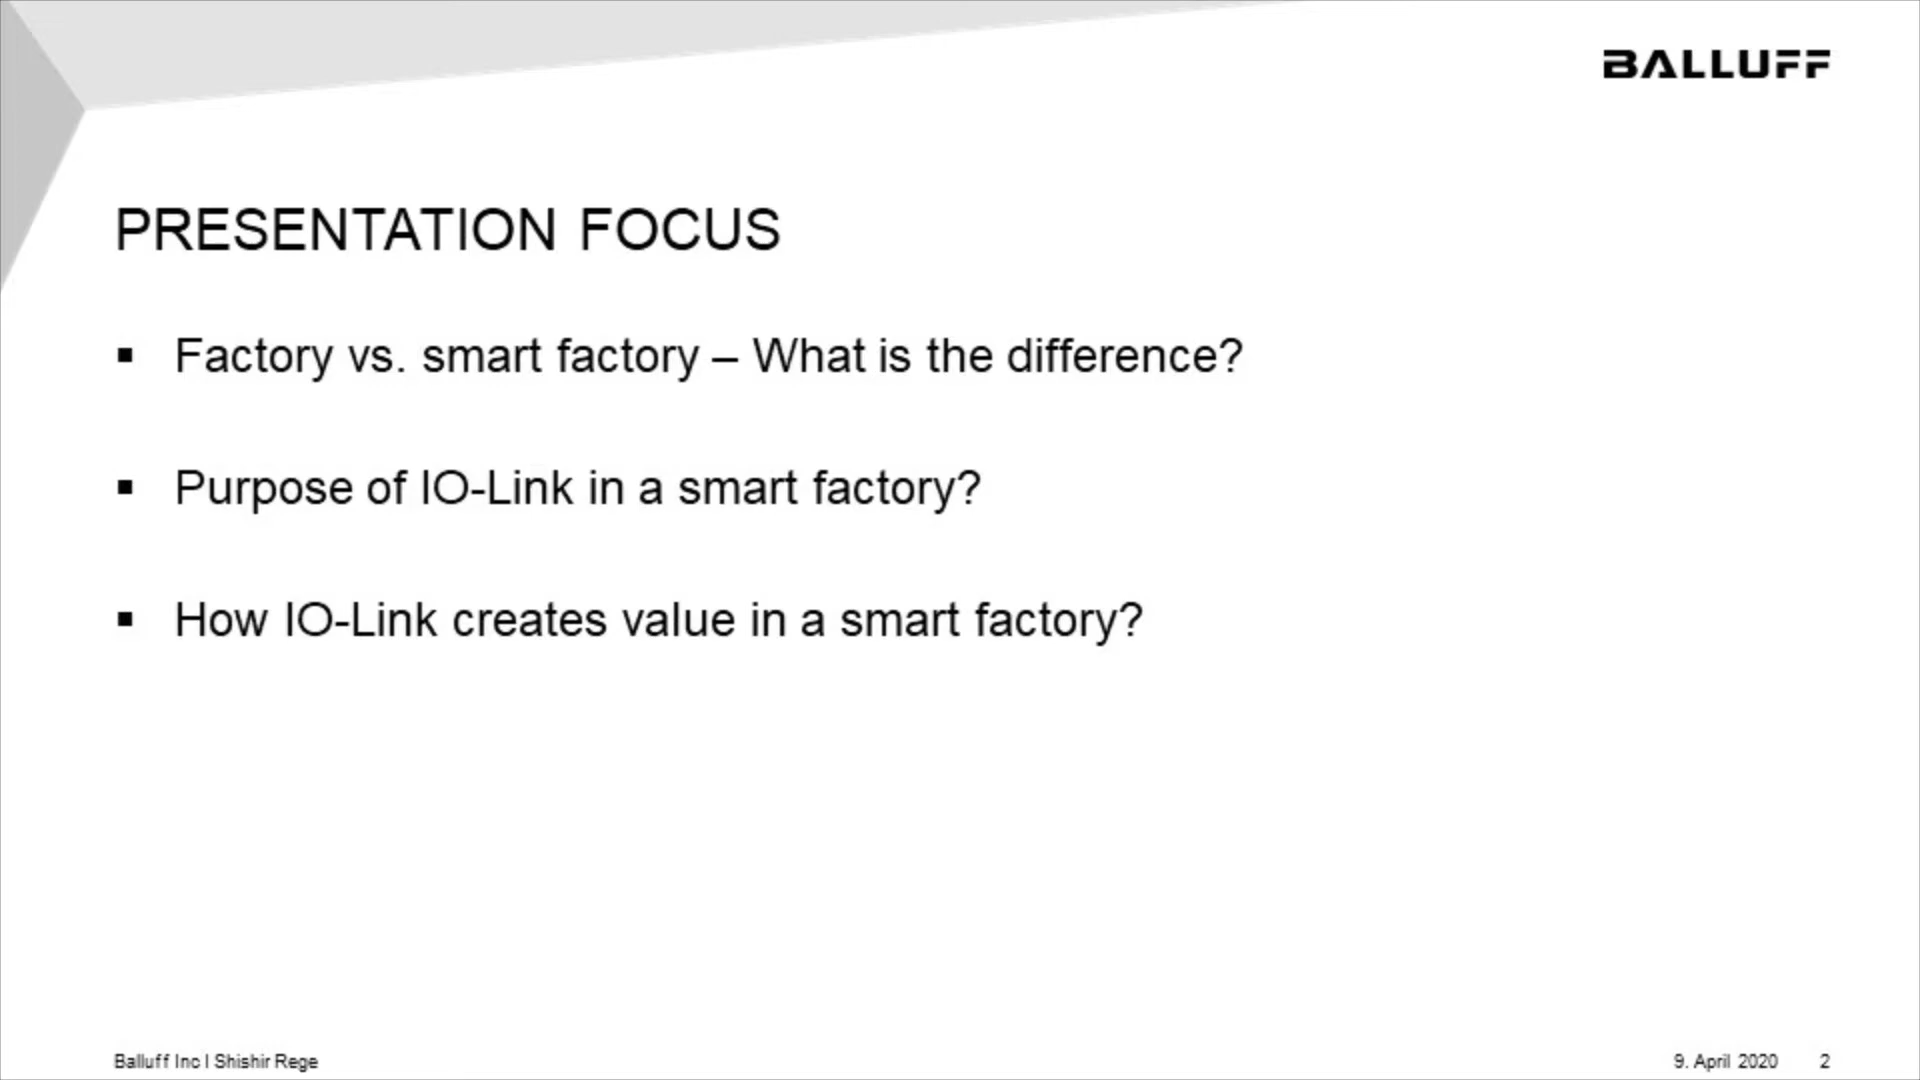 BALLUFF
PRESENTATION FOCUS
▪ Factory vs. smart factory – What is the difference?
▪ Purpose of IO-Link in a smart factory?
▪ How IO-Link creates value in a smart factory?
Balluff Inc I Shishir Rege
9. April 2020 2